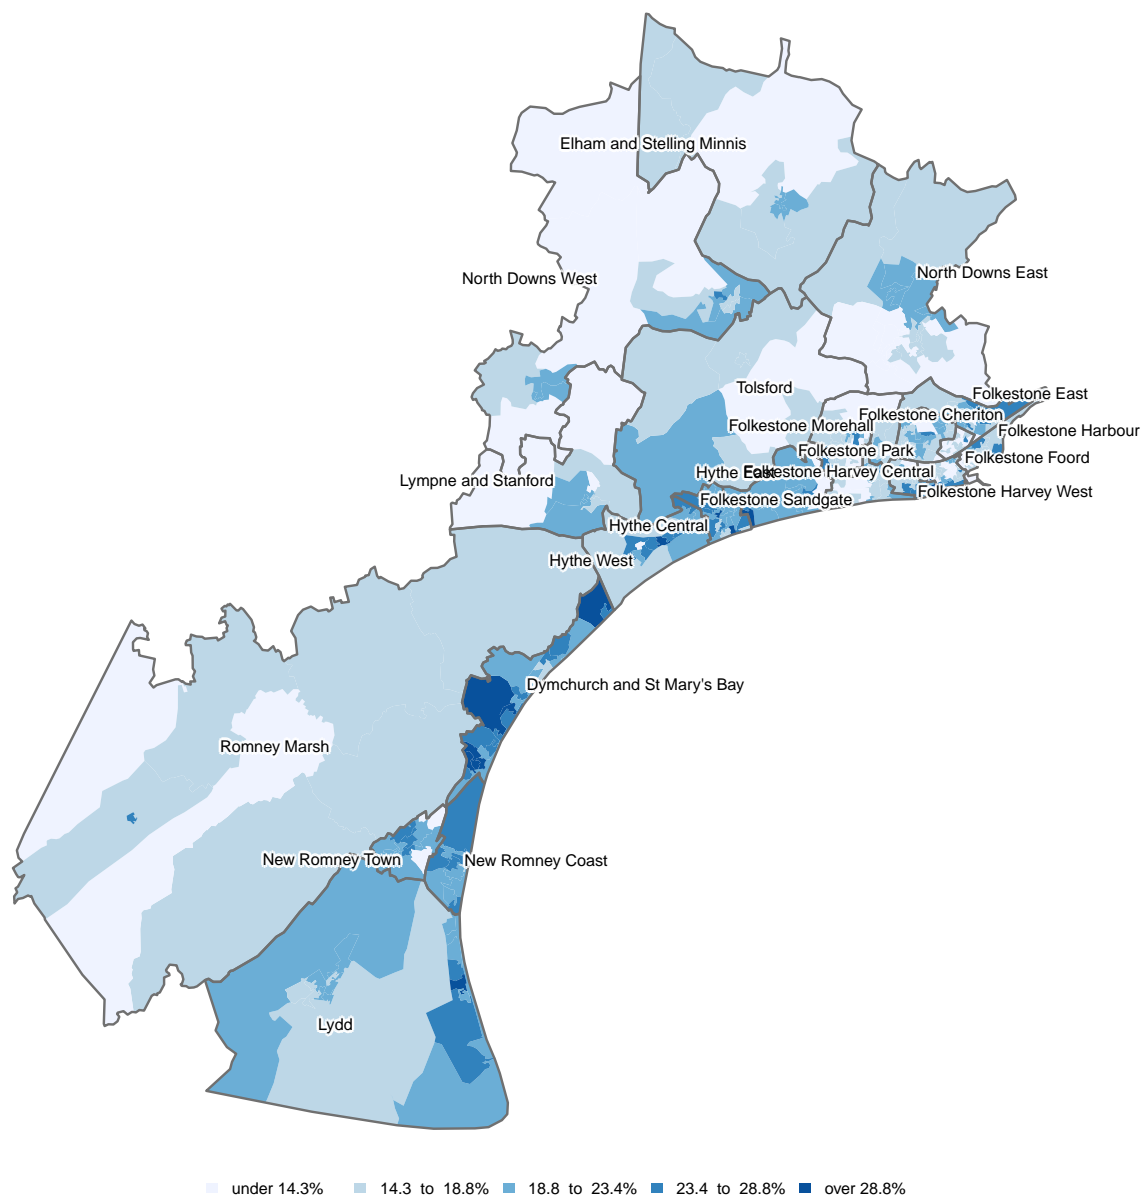 Elham and Stelling Minnis
North Downs East
North Downs West
Tolsford
Folkestone East
Folkestone Cheriton
Folkestone Morehall
Folkestone Harbour
Folkestone Park
Folkestone Foord
Hythe East
Folkestone Harvey Central
Lympne and Stanford
Folkestone Harvey West
Folkestone Sandgate
Hythe Central
Hythe West
Dymchurch and St Mary's Bay
Romney Marsh
New Romney Town
New Romney Coast
Lydd
under 14.3% 14.3 to 18.8% 18.8 to 23.4% 23.4 to 28.8% over 28.8%